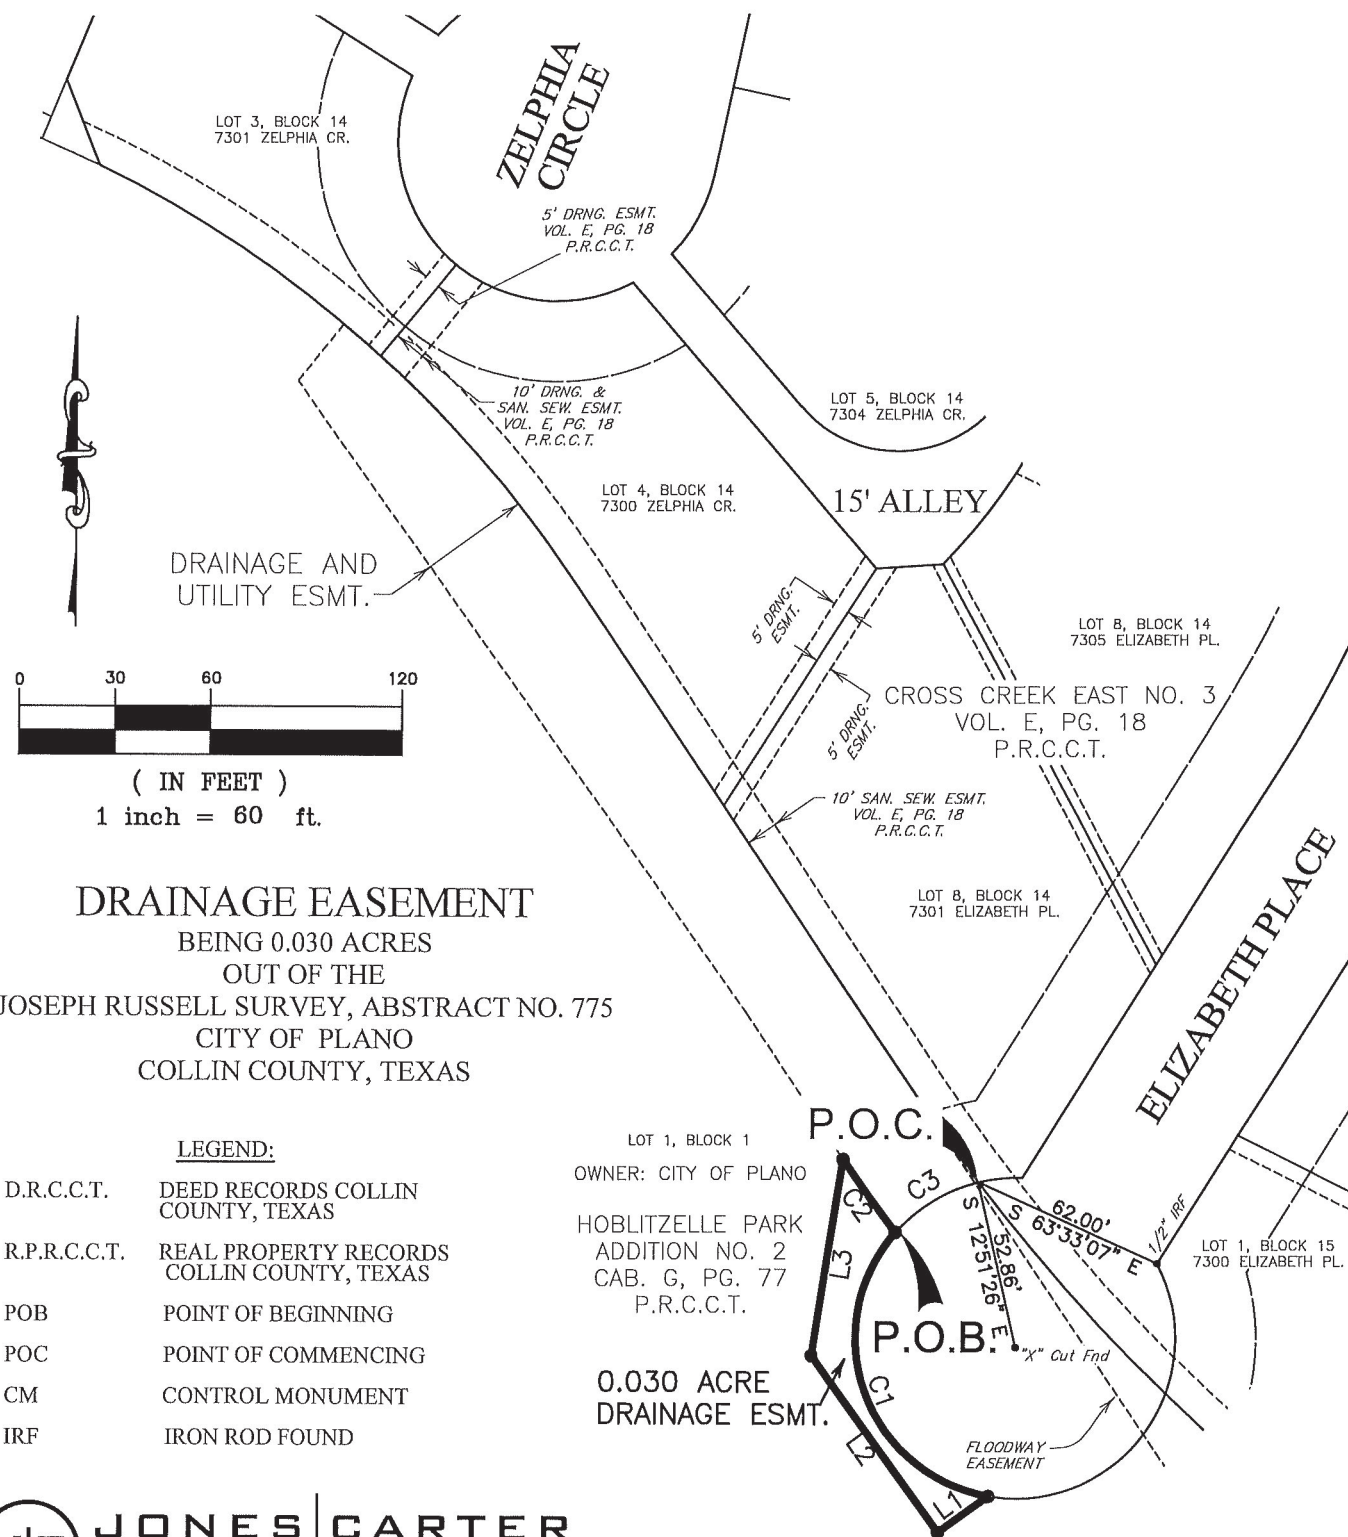 ZELPHIA
CIRCLE
LOT 3, BLOCK 14
7301 ZELPHIA CR.
5' DRNG. ESMT.
VOL. E, PG. 18
P.R.C.C.T.
10' DRNG. &
SAN. SEW. ESMT.
VOL. E, PG. 18
P.R.C.C.T.
LOT 5, BLOCK 14
7304 ZELPHIA CR.
LOT 4, BLOCK 14
7300 ZELPHIA CR.
15' ALLEY
DRAINAGE AND
UTILITY ESMT.
5' DRNG.
ESMT.
LOT 8, BLOCK 14
7305 ELIZABETH PL.
0 30 60 120
( IN FEET )
1 inch = 60 ft.
5' DRNG.
ESMT.
CROSS CREEK EAST NO. 3
VOL. E, PG. 18
P.R.C.C.T.
10' SAN. SEW. ESMT.
VOL. E, PG. 18
P.R.C.C.T.
LOT 8, BLOCK 14
7301 ELIZABETH PL.
ELIZABETH PLACE
DRAINAGE EASEMENT
BEING 0.030 ACRES
OUT OF THE
JOSEPH RUSSELL SURVEY, ABSTRACT NO. 775
CITY OF PLANO
COLLIN COUNTY, TEXAS
LEGEND:
D.R.C.C.T. DEED RECORDS COLLIN
COUNTY, TEXAS
R.P.R.C.C.T. REAL PROPERTY RECORDS
COLLIN COUNTY, TEXAS
POB POINT OF BEGINNING
POC POINT OF COMMENCING
CM CONTROL MONUMENT
IRF IRON ROD FOUND
LOT 1, BLOCK 1
OWNER: CITY OF PLANO
HOBLITZELLE PARK
ADDITION NO. 2
CAB. G, PG. 77
P.R.C.C.T.
P.O.C.
C2
C3
L3
62.00'
S 63°33'07" E
52.86'
S 12°51'26" E
1/2" IRF
LOT 1, BLOCK 15
7300 ELIZABETH PL.
P.O.B.
"X" Cut Fnd
0.030 ACRE
DRAINAGE ESMT.
C1
L2
FLOODWAY
EASEMENT
L1
JONES|CARTER